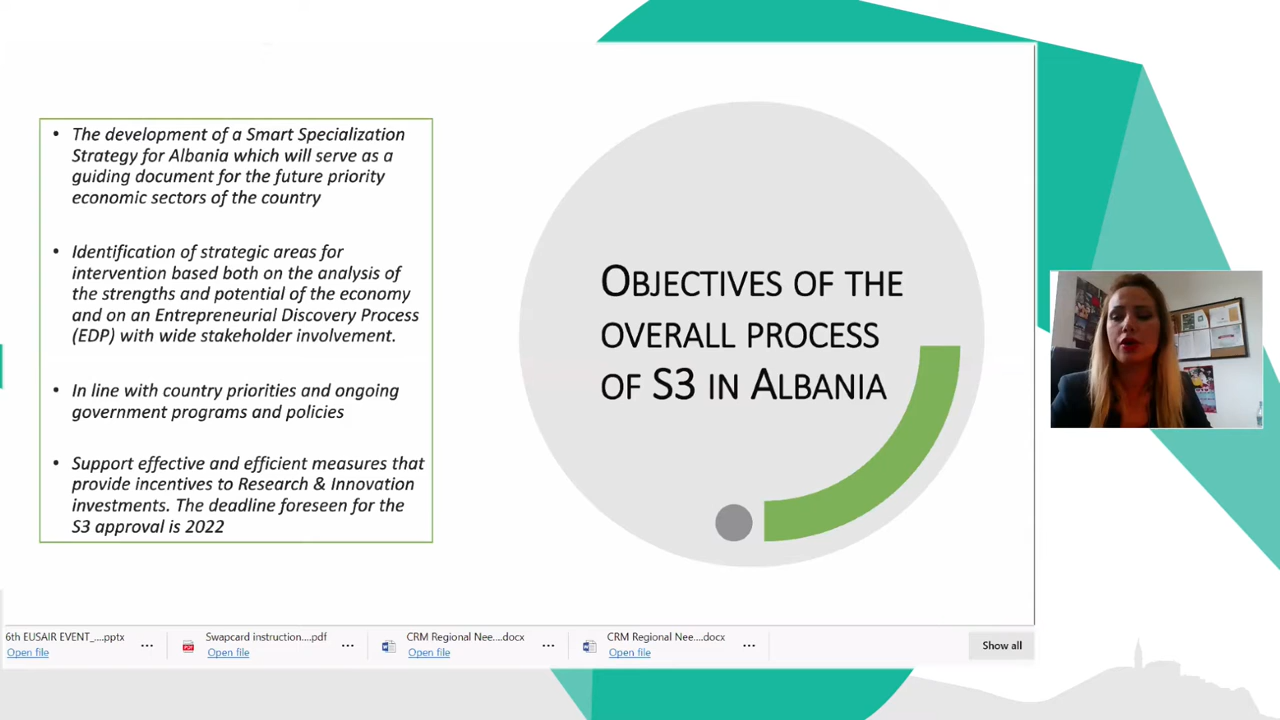 • The development of a Smart Specialization
Strategy for Albania which will serve as a
guiding document for the future priority
economic sectors of the country
• Identification of strategic areas for
intervention based both on the analysis of
the strengths and potential of the economy
and on an Entrepreneurial Discovery Process
(EDP) with wide stakeholder involvement.
• In line with country priorities and ongoing
government programs and policies
• Support effective and efficient measures that
provide incentives to Research & Innovation
investments. The deadline foreseen for the
S3 approval is 2022
OBJECTIVES OF THE
OVERALL PROCESS
OF S3 IN ALBANIA
6th EUSAIR EVENT_....pptx
Open file
Swapcard instruction....pdf
Open file
CRM Regional Nee....docx
Open file
CRM Regional Nee....docx
Open file
Show all